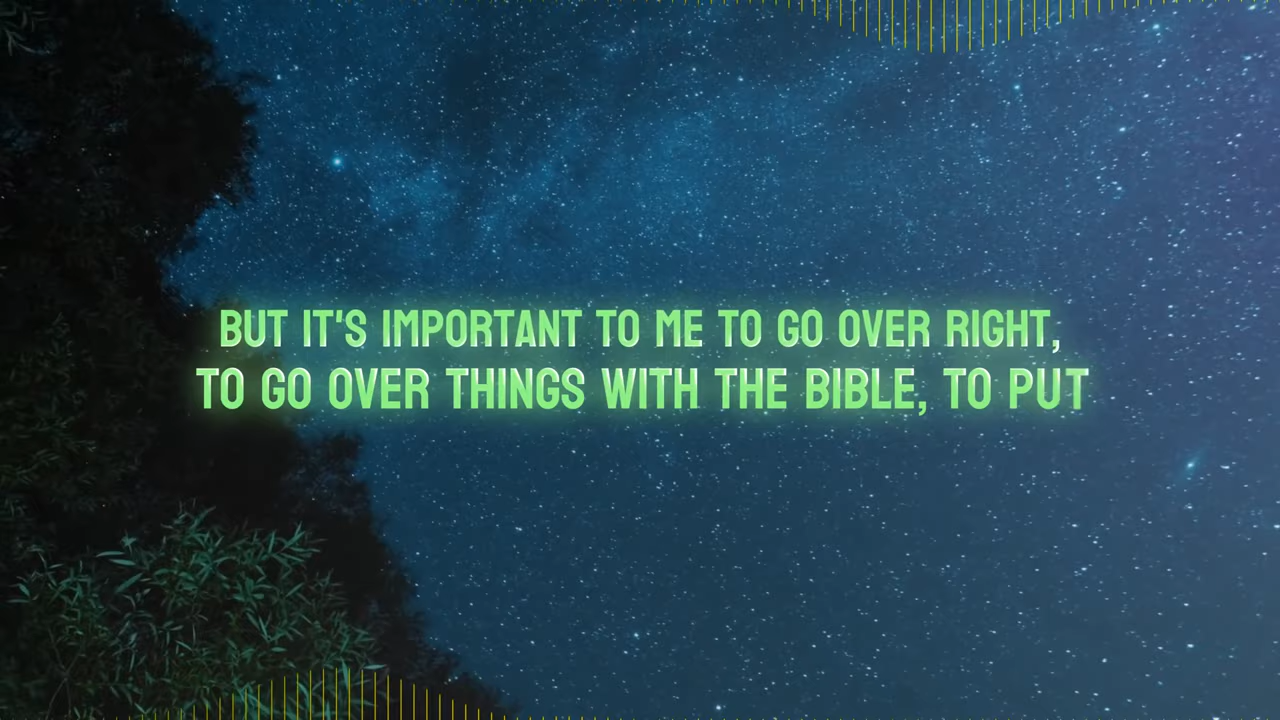 BUT IT'S IMPORTANT TO ME TO GO OVER RIGHT,
TO GO OVER THINGS WITH THE BIBLE, TO PUT